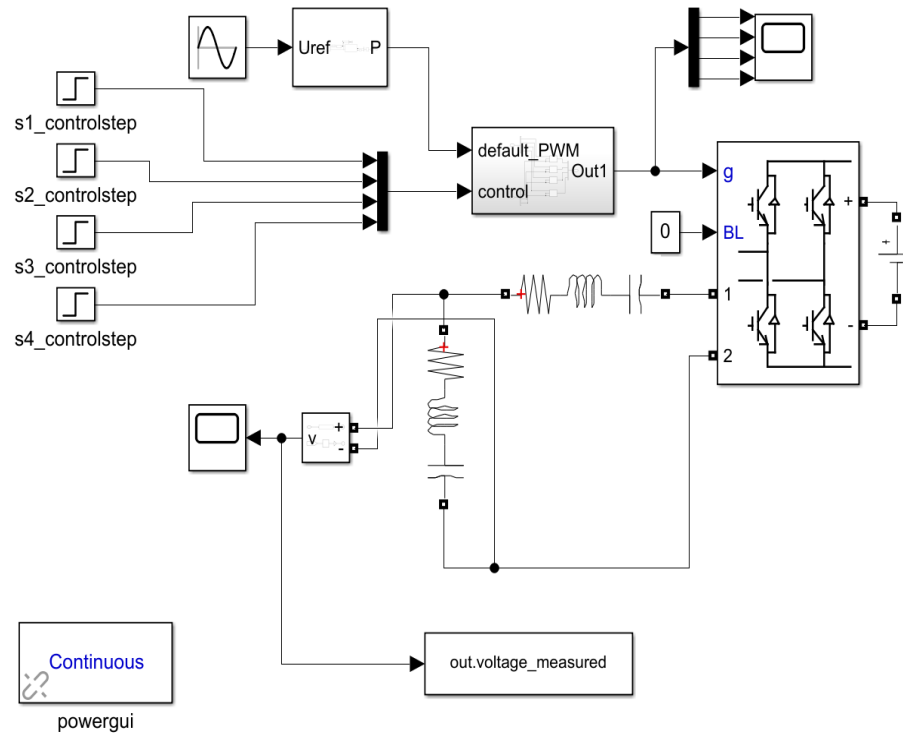 Uref P
s1_controlstep
s2_controlstep
s3_controlstep
s4_controlstep
default_PWM
control
Out1
g
0
BL
1
2
+
-
+
+
+
v
+
-
out.voltage_measured
Continuous
powergui